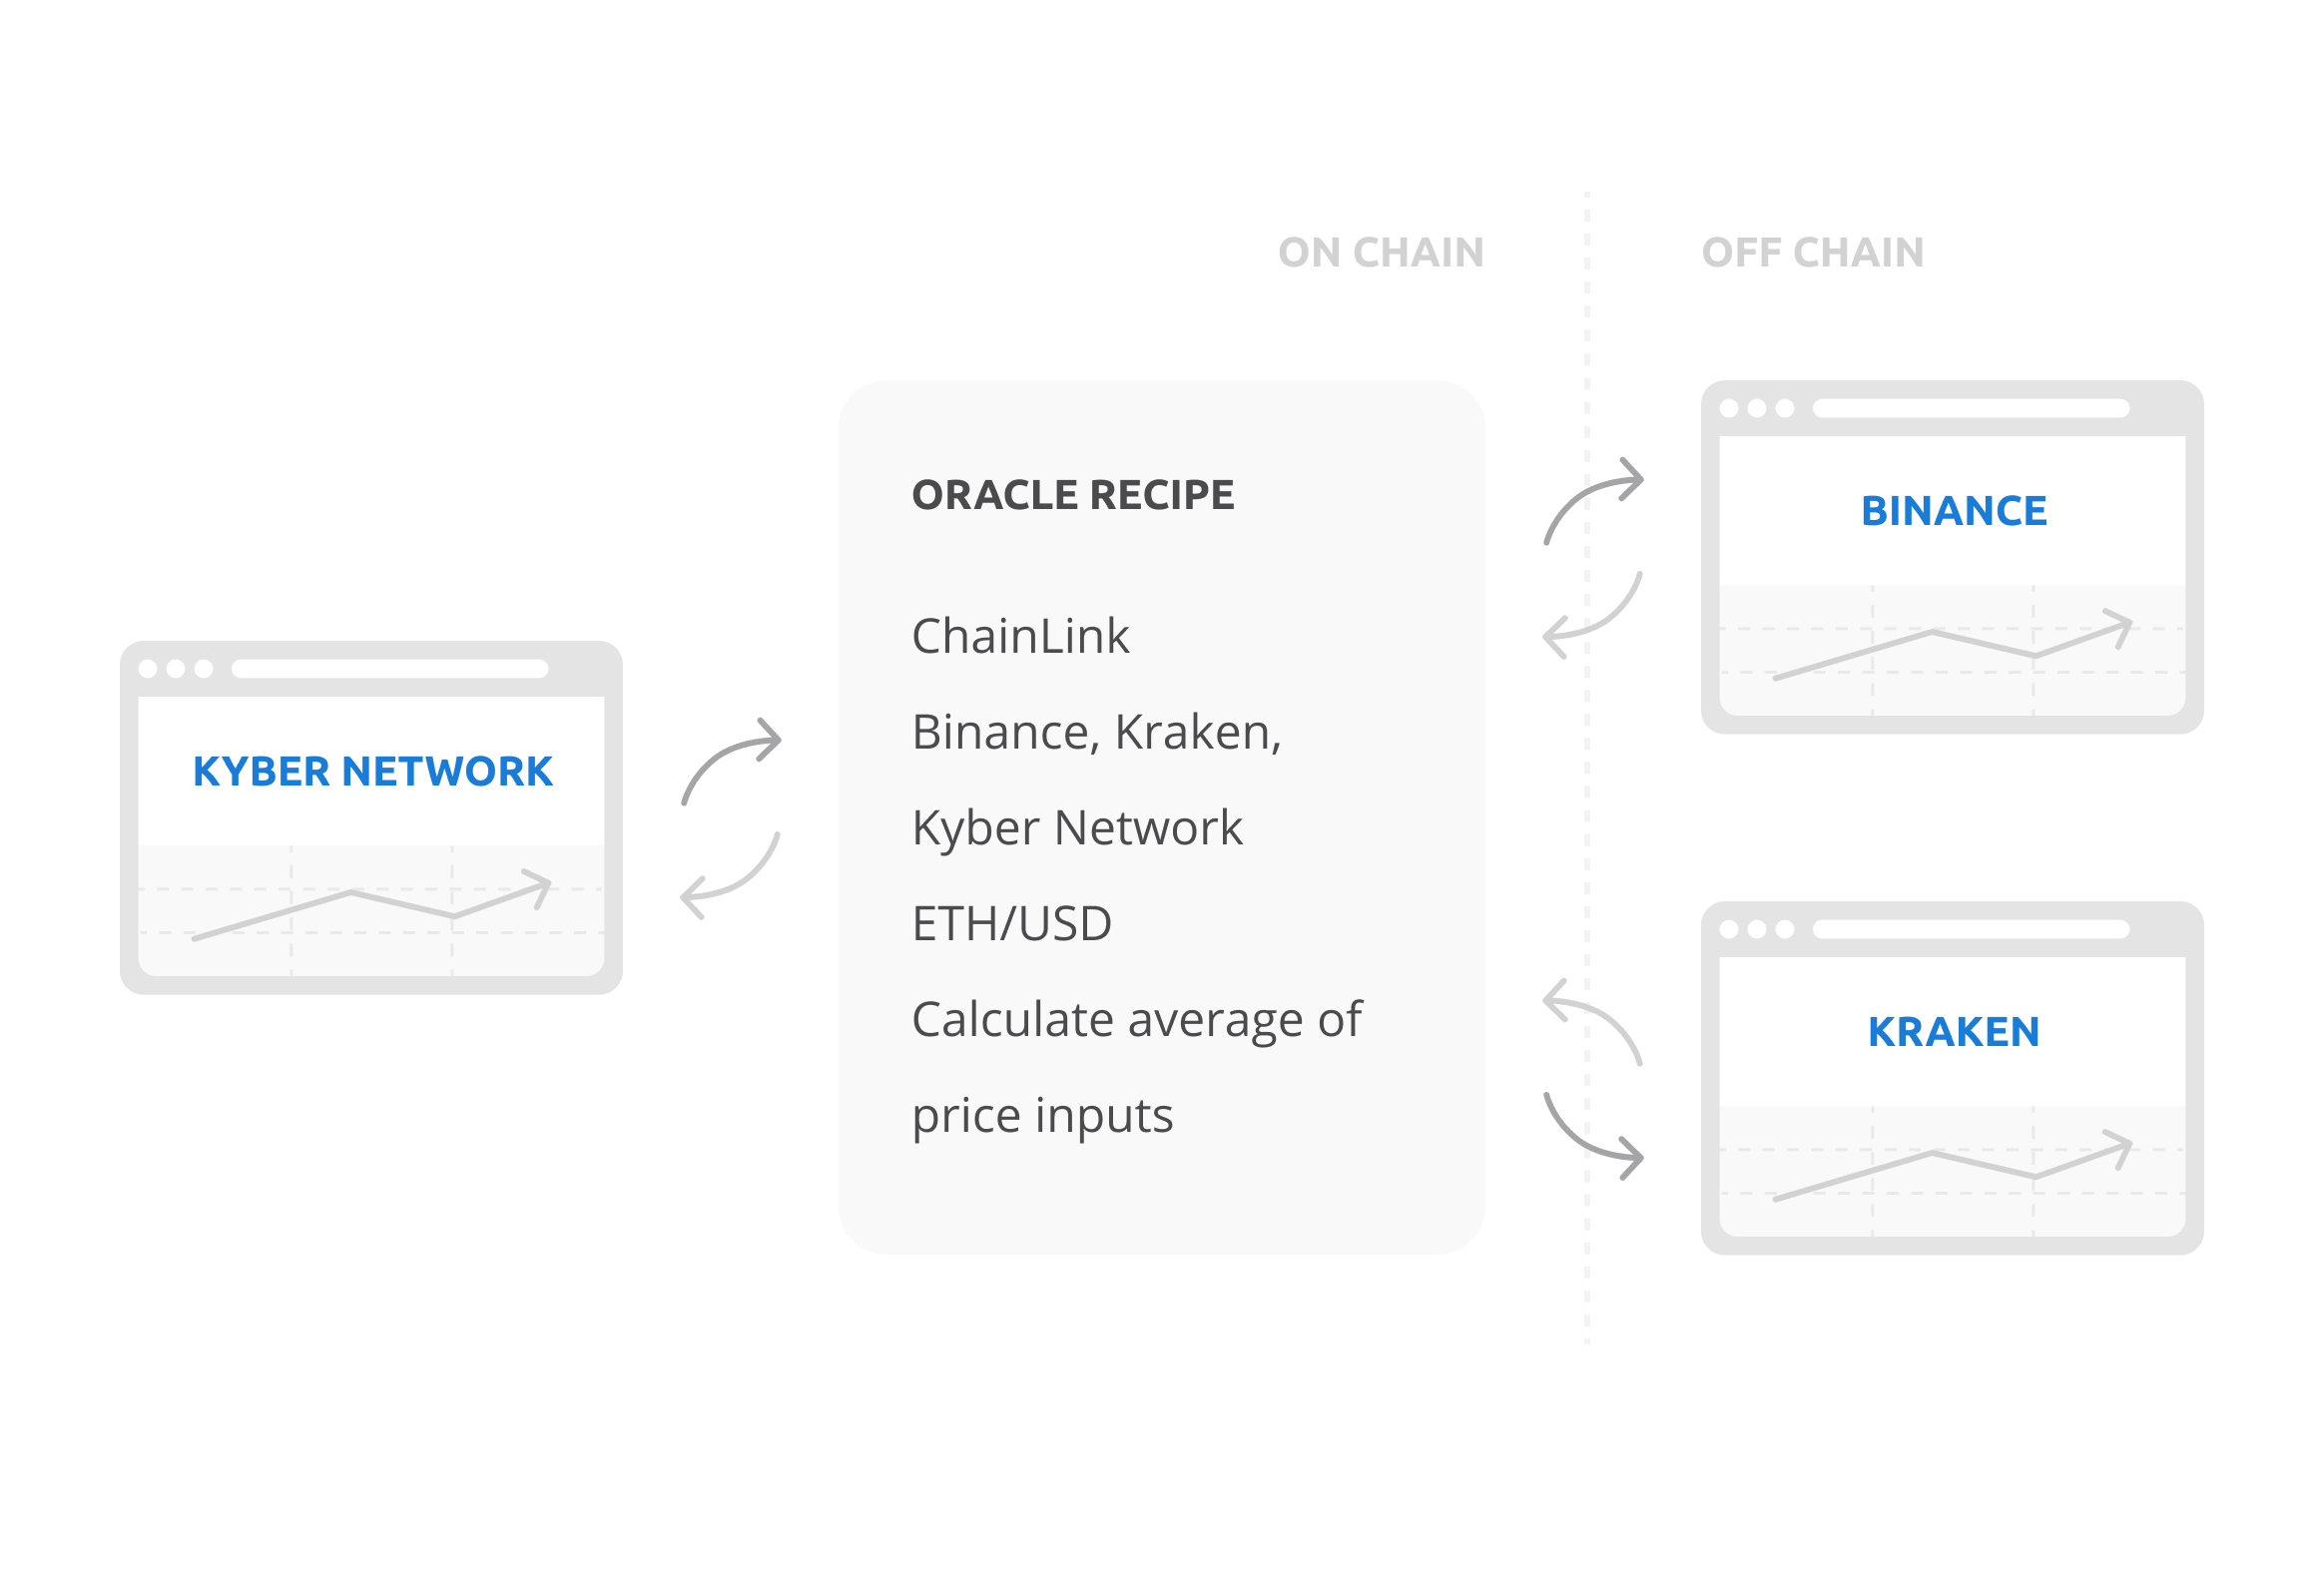 ON CHAIN
OFF CHAIN
KYBER NETWORK
ORACLE RECIPE
ChainLink
Binance, Kraken,
Kyber Network
ETH/USD
Calculate average of
price inputs
BINANCE
KRAKEN